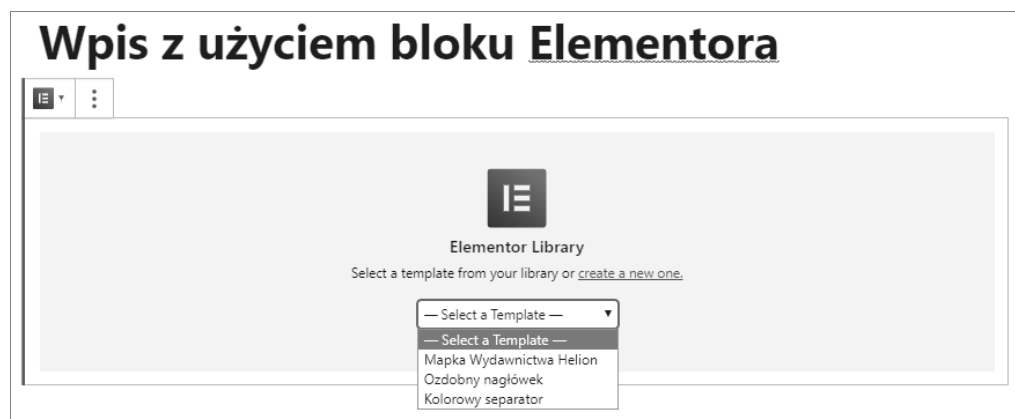 Wpis z użyciem bloku Elementora
Elementor Library
Select a template from your library or create a new one.
— Select a Template —
— Select a Template —
Mapka Wydawnictwa Helion
Ozdobny nagłówek
Kolorowy separator